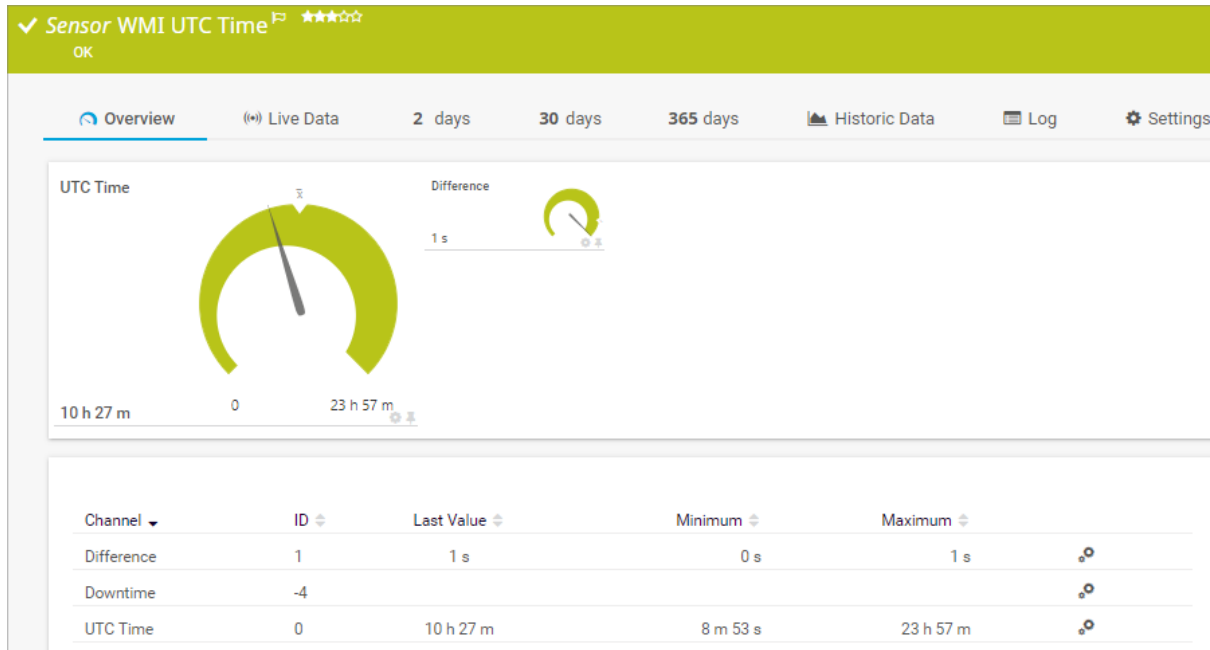 Sensor WMI UTC Time
OK
Overview Live Data 2 days 30 days 365 days Historic Data Log Settings
UTC Time
x̄
Difference
1 s
10 h 27 m
0
23 h 57 m
Channel ID Last Value Minimum Maximum
Difference 1 1 s 0 s 1 s
Downtime -4
UTC Time 0 10 h 27 m 8 m 53 s 23 h 57 m